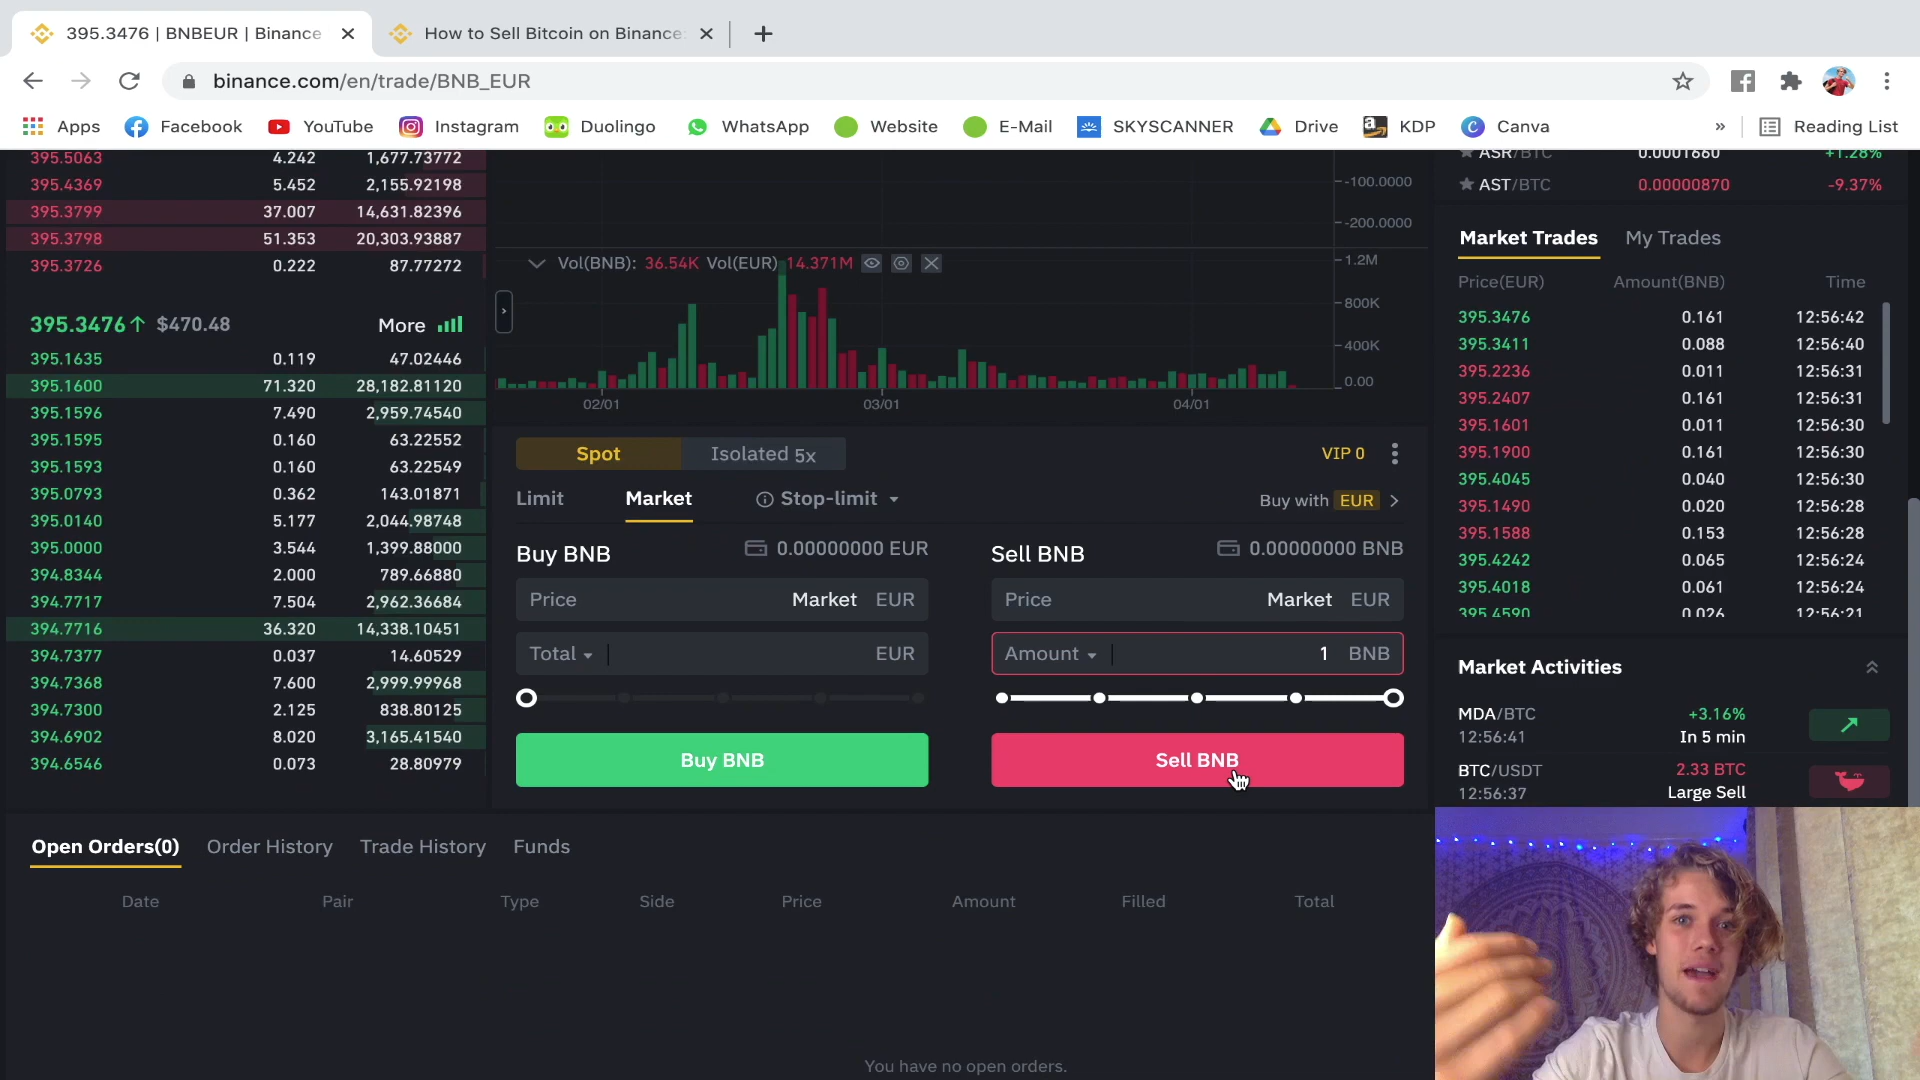 395.3476 | BNBEUR | Binance
How to Sell Bitcoin on Binance
binance.com/en/trade/BNB_EUR
Apps Facebook YouTube Instagram Duolingo WhatsApp Website E-Mail SKYSCANNER Drive KDP Canva » Reading List
395.5063 4.242 1,677.73772
395.4369 5.452 2,155.92198
395.3799 37.007 14,631.82396
395.3798 51.353 20,303.93887
395.3726 0.222 87.77272
395.3476↑ $470.48 More
395.1635 0.119 47.02446
395.1600 71.320 28,182.81120
395.1596 7.490 2,959.74540
395.1595 0.160 63.22552
395.1593 0.160 63.22549
395.0793 0.362 143.01871
395.0140 5.177 2,044.98748
395.0000 3.544 1,399.88000
394.8344 2.000 789.66880
394.7717 7.504 2,962.36684
394.7716 36.320 14,338.10451
394.7377 0.037 14.60529
394.7368 7.600 2,999.99968
394.7300 2.125 838.80125
394.6902 8.020 3,165.41540
394.6546 0.073 28.80979
-100.0000
-200.0000
Vol(BNB): 36.54K Vol(EUR) 14.371M
1.2M
800K
400K
0.00
02/01 03/01 04/01
Spot Isolated 5x VIP 0
Limit Market Stop-limit Buy with EUR
Buy BNB 0.00000000 EUR
Price Market EUR
Total EUR
Buy BNB
Sell BNB 0.00000000 BNB
Price Market EUR
Amount 1 BNB
Sell BNB
ASR/BTC 0.0001660 +1.28%
AST/BTC 0.00000870 -9.37%
Market Trades My Trades
Price(EUR) Amount(BNB) Time
395.3476 0.161 12:56:42
395.3411 0.088 12:56:40
395.2236 0.011 12:56:31
395.2407 0.161 12:56:31
395.1601 0.011 12:56:30
395.1900 0.161 12:56:30
395.4045 0.040 12:56:30
395.1490 0.020 12:56:28
395.1588 0.153 12:56:28
395.4242 0.065 12:56:24
395.4018 0.061 12:56:24
395.4590 0.026 12:56:21
Market Activities
MDA/BTC +3.16%
12:56:41 In 5 min
BTC/USDT 2.33 BTC
12:56:37 Large Sell
Open Orders(0) Order History Trade History Funds
Date Pair Type Side Price Amount Filled Total
You have no open orders.